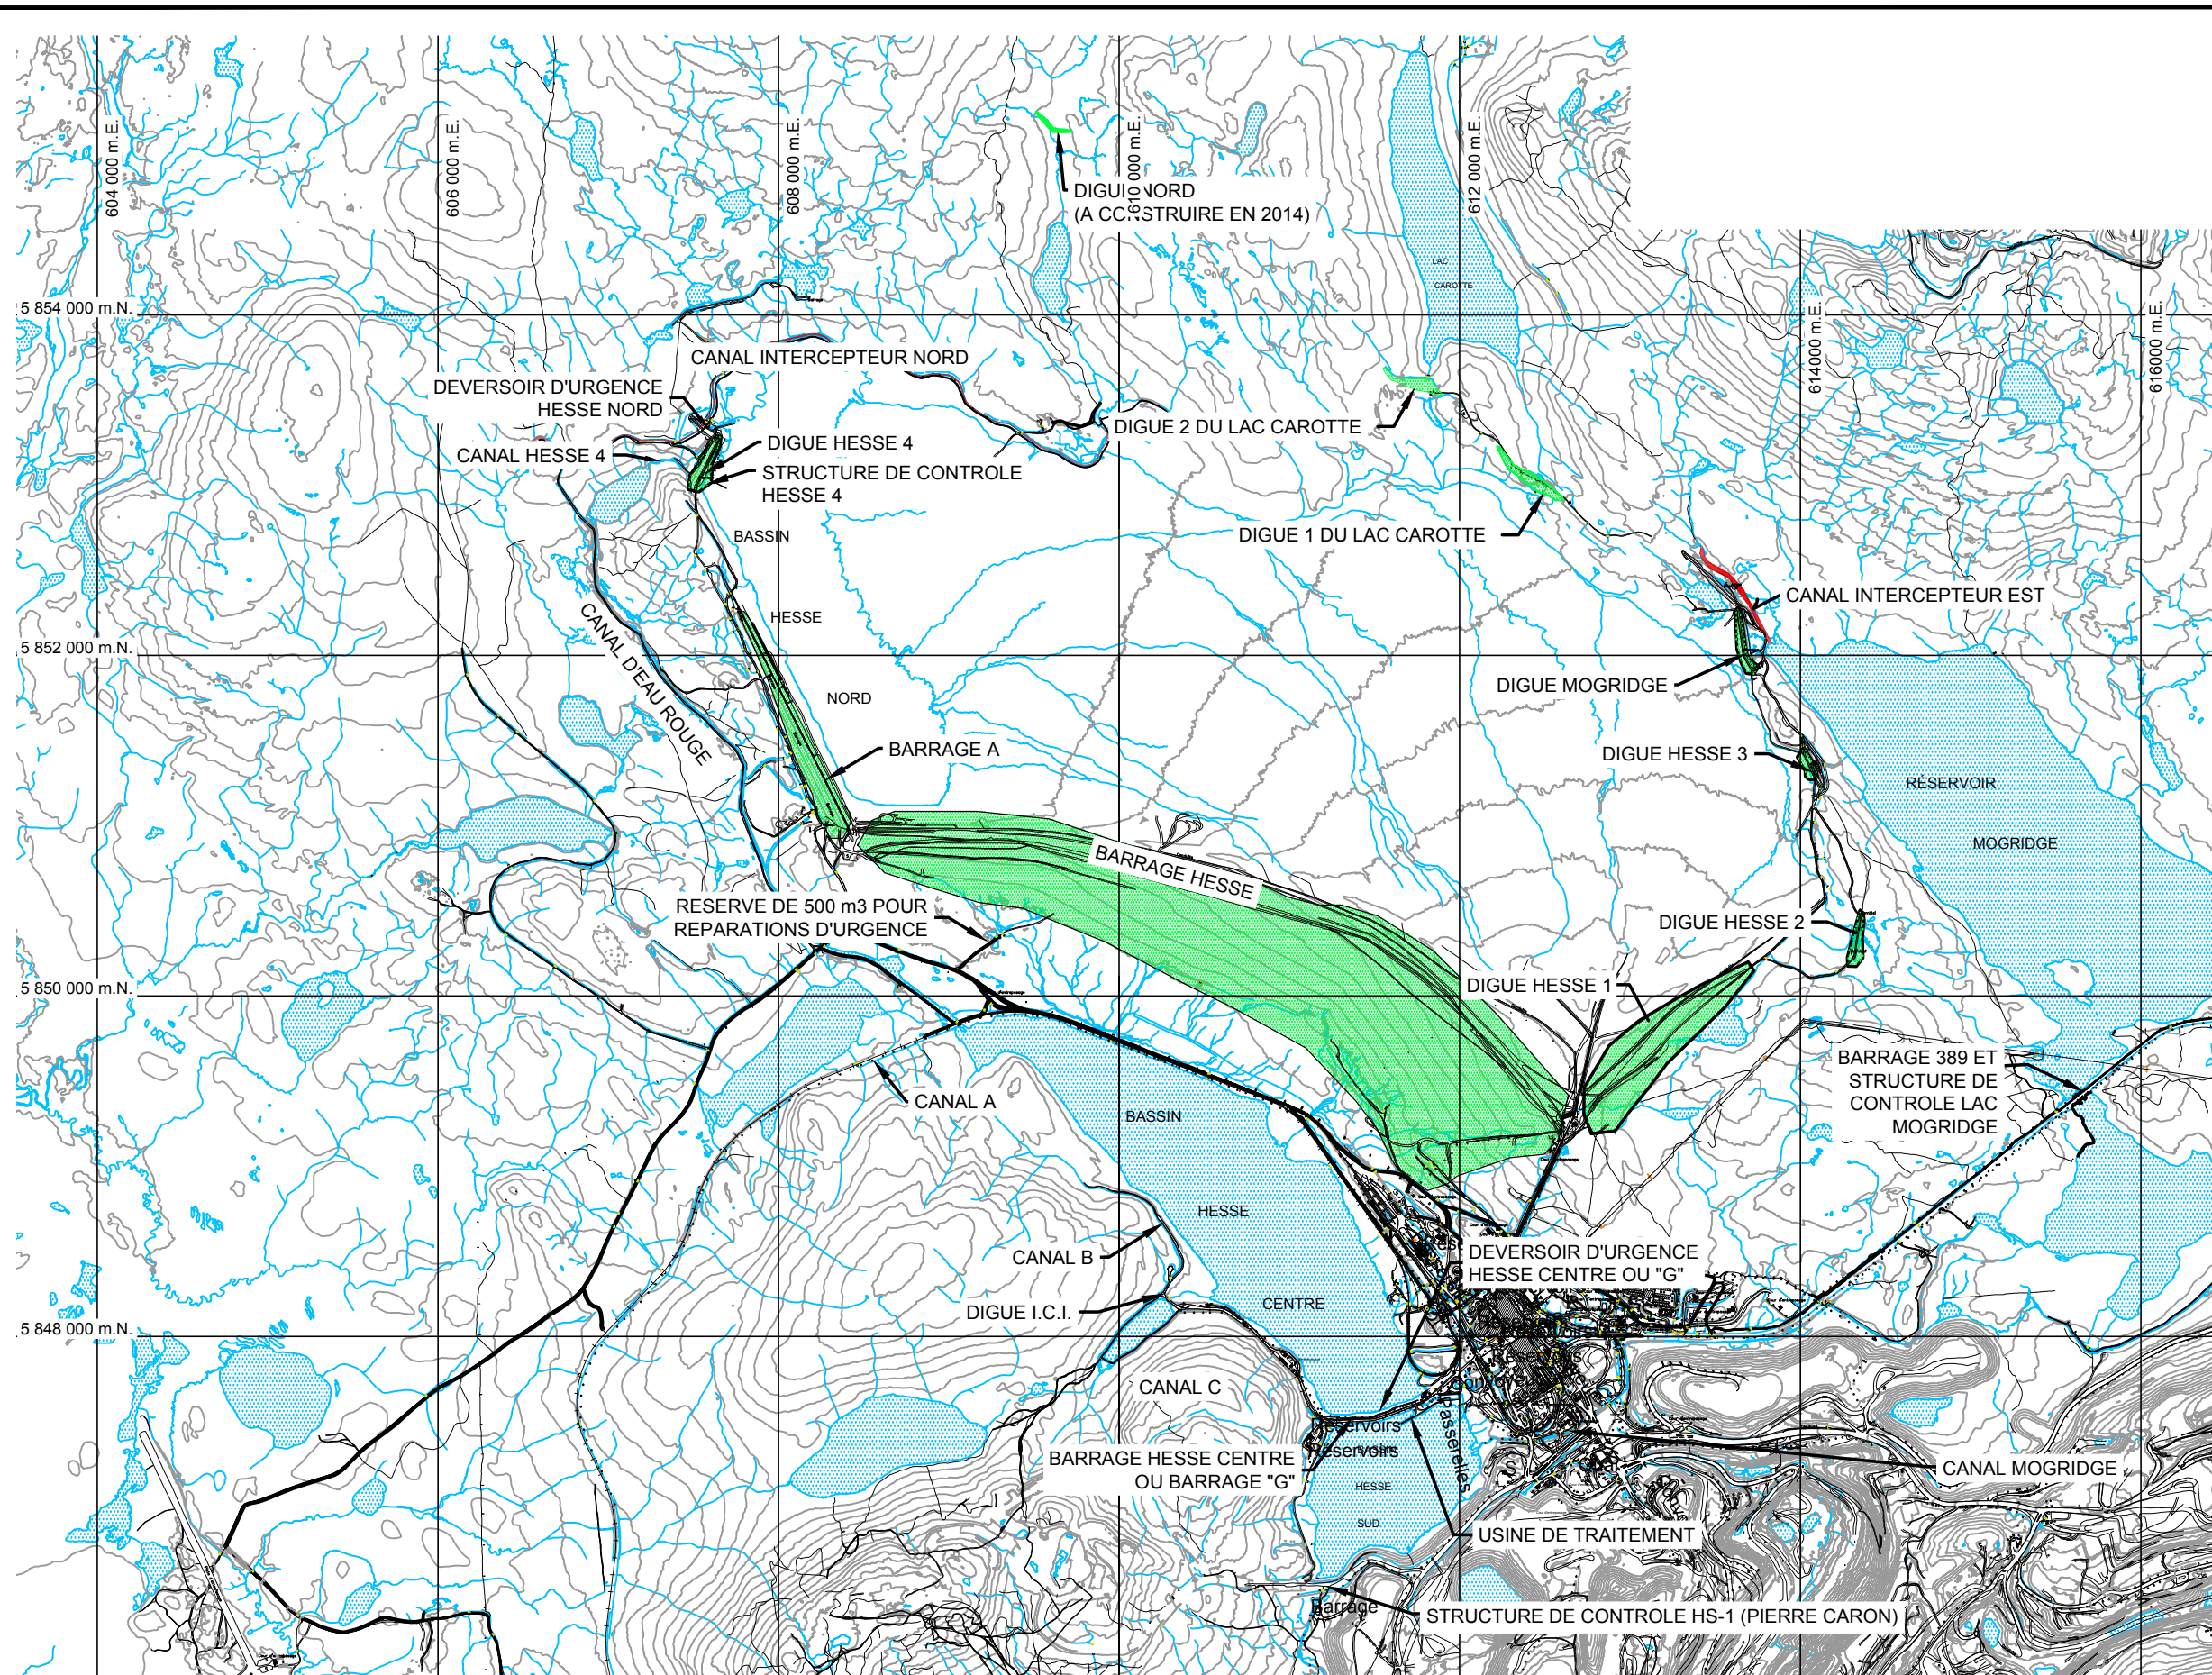 604 000 m.E.
606 000 m.E.
608 000 m.E.
610 000 m.E.
612 000 m.E.
614000 m.E.
616000 m.E.
DIGUE NORD
(A CONSTRUIRE EN 2014)
LAC
CAROTTE
5 854 000 m.N.
CANAL INTERCEPTEUR NORD
DEVERSOIR D'URGENCE
HESSE NORD
DIGUE HESSE 4
CANAL HESSE 4
STRUCTURE DE CONTROLE
HESSE 4
DIGUE 2 DU LAC CAROTTE
DIGUE 1 DU LAC CAROTTE
BASSIN
HESSE
NORD
CANAL INTERCEPTEUR EST
CANAL D'EAU ROUGE
5 852 000 m.N.
DIGUE MOGRIDGE
BARRAGE A
DIGUE HESSE 3
RÉSERVOIR
MOGRIDGE
BARRAGE HESSE
RESERVE DE 500 m3 POUR
REPARATIONS D'URGENCE
DIGUE HESSE 2
DIGUE HESSE 1
5 850 000 m.N.
BARRAGE 389 ET
STRUCTURE DE
CONTROLE LAC
MOGRIDGE
CANAL A
BASSIN
HESSE
CENTRE
CANAL B
DIGUE I.C.I.
DEVERSOIR D'URGENCE
HESSE CENTRE OU "G"
5 848 000 m.N.
CANAL C
Réservoirs
Réservoirs
Passerelles
BARRAGE HESSE CENTRE
OU BARRAGE "G"
HESSE
SUD
CANAL MOGRIDGE
USINE DE TRAITEMENT
Barrage
STRUCTURE DE CONTROLE HS-1 (PIERRE CARON)